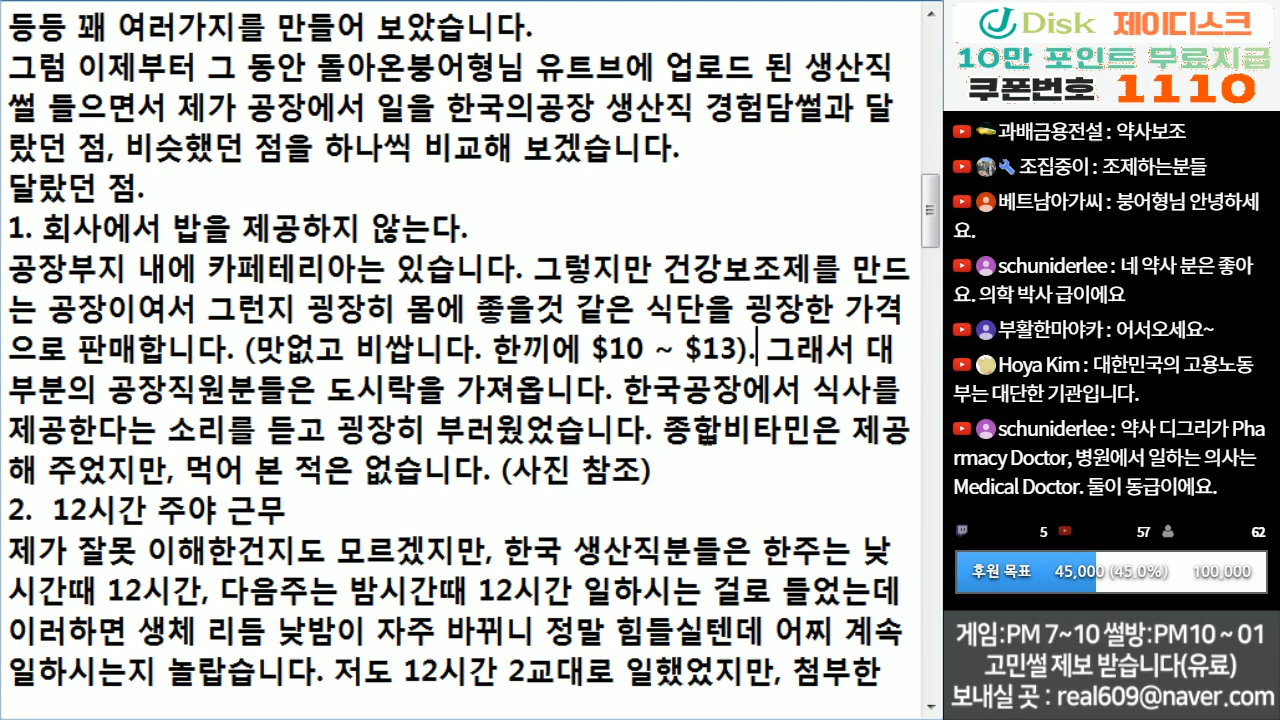 등등 꽤 여러가지를 만들어 보았습니다.
그럼 이제부터 그 동안 돌아온붕어형님 유트브에 업로드 된 생산직
썰 들으면서 제가 공장에서 일을 한국의공장 생산직 경험담썰과 달
랐던 점, 비슷했던 점을 하나씩 비교해 보겠습니다.
달랐던 점.
1. 회사에서 밥을 제공하지 않는다.
공장부지 내에 카페테리아는 있습니다. 그렇지만 건강보조제를 만드
는 공장이여서 그런지 굉장히 몸에 좋을것 같은 식단을 굉장한 가격
으로 판매합니다. (맛없고 비쌉니다. 한끼에 $10 ~ $13). 그래서 대
부분의 공장직원분들은 도시락을 가져옵니다. 한국공장에서 식사를
제공한다는 소리를 듣고 굉장히 부러웠었습니다. 종합비타민은 제공
해 주었지만, 먹어 본 적은 없습니다. (사진 참조)
2. 12시간 주야 근무
제가 잘못 이해한건지도 모르겠지만, 한국 생산직분들은 한주는 낮
시간때 12시간, 다음주는 밤시간때 12시간 일하시는 걸로 들었는데
이러하면 생체 리듬 낮밤이 자주 바뀌니 정말 힘들실텐데 어찌 계속
일하시는지 놀랍습니다. 저도 12시간 2교대로 일했었지만, 첨부한
J Disk 제이디스크
10만 포인트 무료지급
쿠폰번호 1110
과배금용전설 : 약사보조
조집중이 : 조제하는분들
베트남아가씨 : 붕어형님 안녕하세
요.
schuniderlee : 네 약사 분은 좋아
요. 의학 박사 급이에요
부활한마야카 : 어서오세요~
Hoya Kim : 대한민국의 고용노동
부는 대단한 기관입니다.
schuniderlee : 약사 디그리가 Pha
rmacy Doctor, 병원에서 일하는 의사는
Medical Doctor. 둘이 동급이에요.
5 57 62
후원 목표 45,000 (45.0%) 100,000
게임:PM 7~10 썰방:PM10 ~ 01
고민썰 제보 받습니다(유료)
보내실 곳 : real609@naver.com